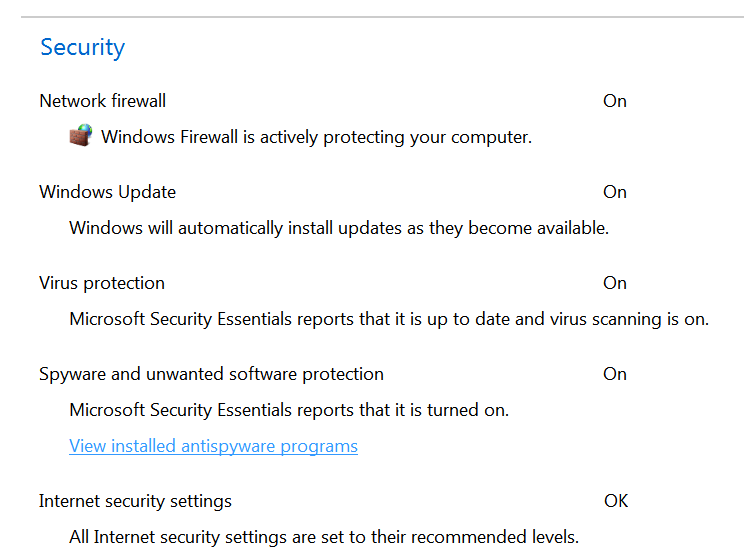 Security
Network firewall On
Windows Firewall is actively protecting your computer.
Windows Update On
Windows will automatically install updates as they become available.
Virus protection On
Microsoft Security Essentials reports that it is up to date and virus scanning is on.
Spyware and unwanted software protection On
Microsoft Security Essentials reports that it is turned on.
View installed antispyware programs
Internet security settings OK
All Internet security settings are set to their recommended levels.